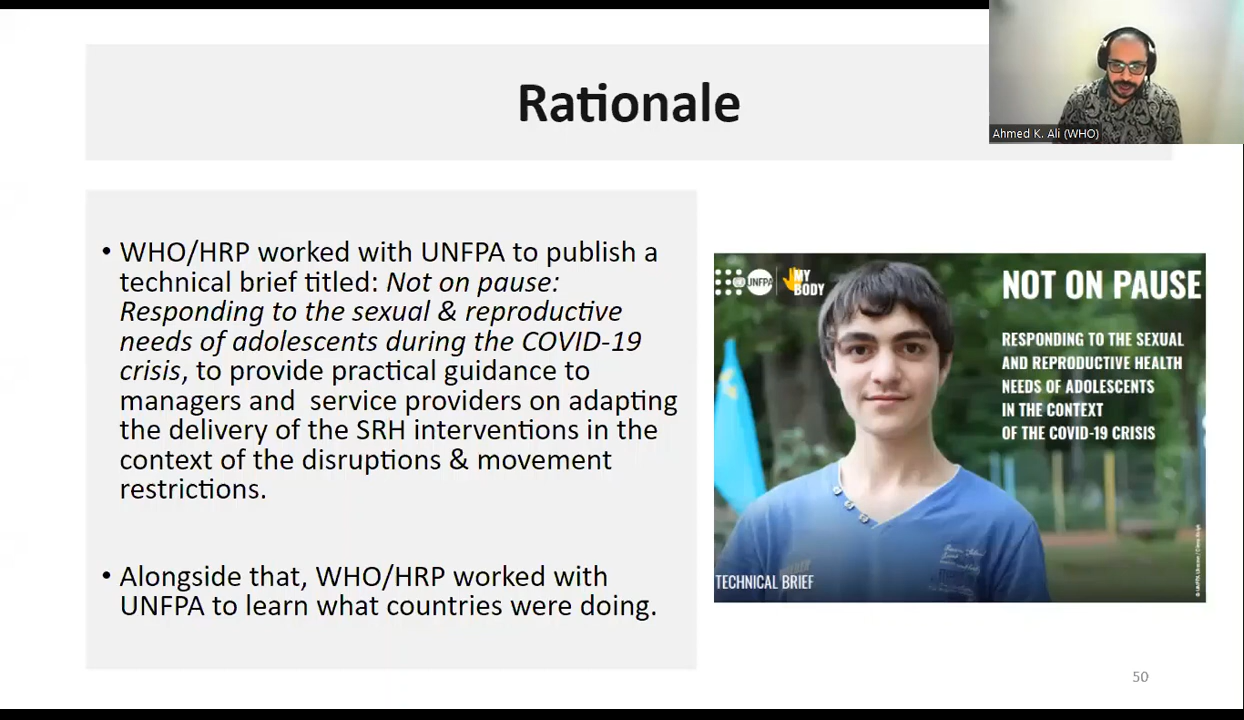 Rationale
Ahmed K. Ali (WHO)
• WHO/HRP worked with UNFPA to publish a
technical brief titled: Not on pause:
Responding to the sexual & reproductive
needs of adolescents during the COVID-19
crisis, to provide practical guidance to
managers and  service providers on adapting
the delivery of the SRH interventions in the
context of the disruptions & movement
restrictions.
• Alongside that, WHO/HRP worked with
UNFPA to learn what countries were doing.
UNFPA
MY
BODY
NOT ON PAUSE
RESPONDING TO THE SEXUAL
AND REPRODUCTIVE HEALTH
NEEDS OF ADOLESCENTS
IN THE CONTEXT
OF THE COVID-19 CRISIS
TECHNICAL BRIEF
50